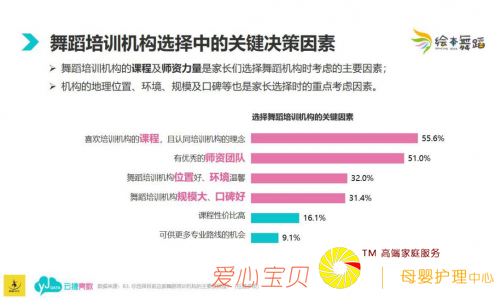 舞蹈培训机构选择中的关键决策因素
绘本舞蹈
舞蹈培训机构的课程及师资力量是家长们选择舞蹈机构时考虑的主要因素；
机构的地理位置、环境、规模及口碑等也是家长选择时的重点考虑因素。
选择舞蹈培训机构的关键因素
喜欢培训机构的课程，且认同培训机构的理念 55.6%
有优秀的师资团队 51.0%
舞蹈培训机构位置好、环境温馨 32.0%
舞蹈培训机构规模大、口碑好 31.4%
课程性价比高 16.1%
可供更多专业路线的机会 9.1%
TM 高端家庭服务
爱心宝贝
母婴护理中心